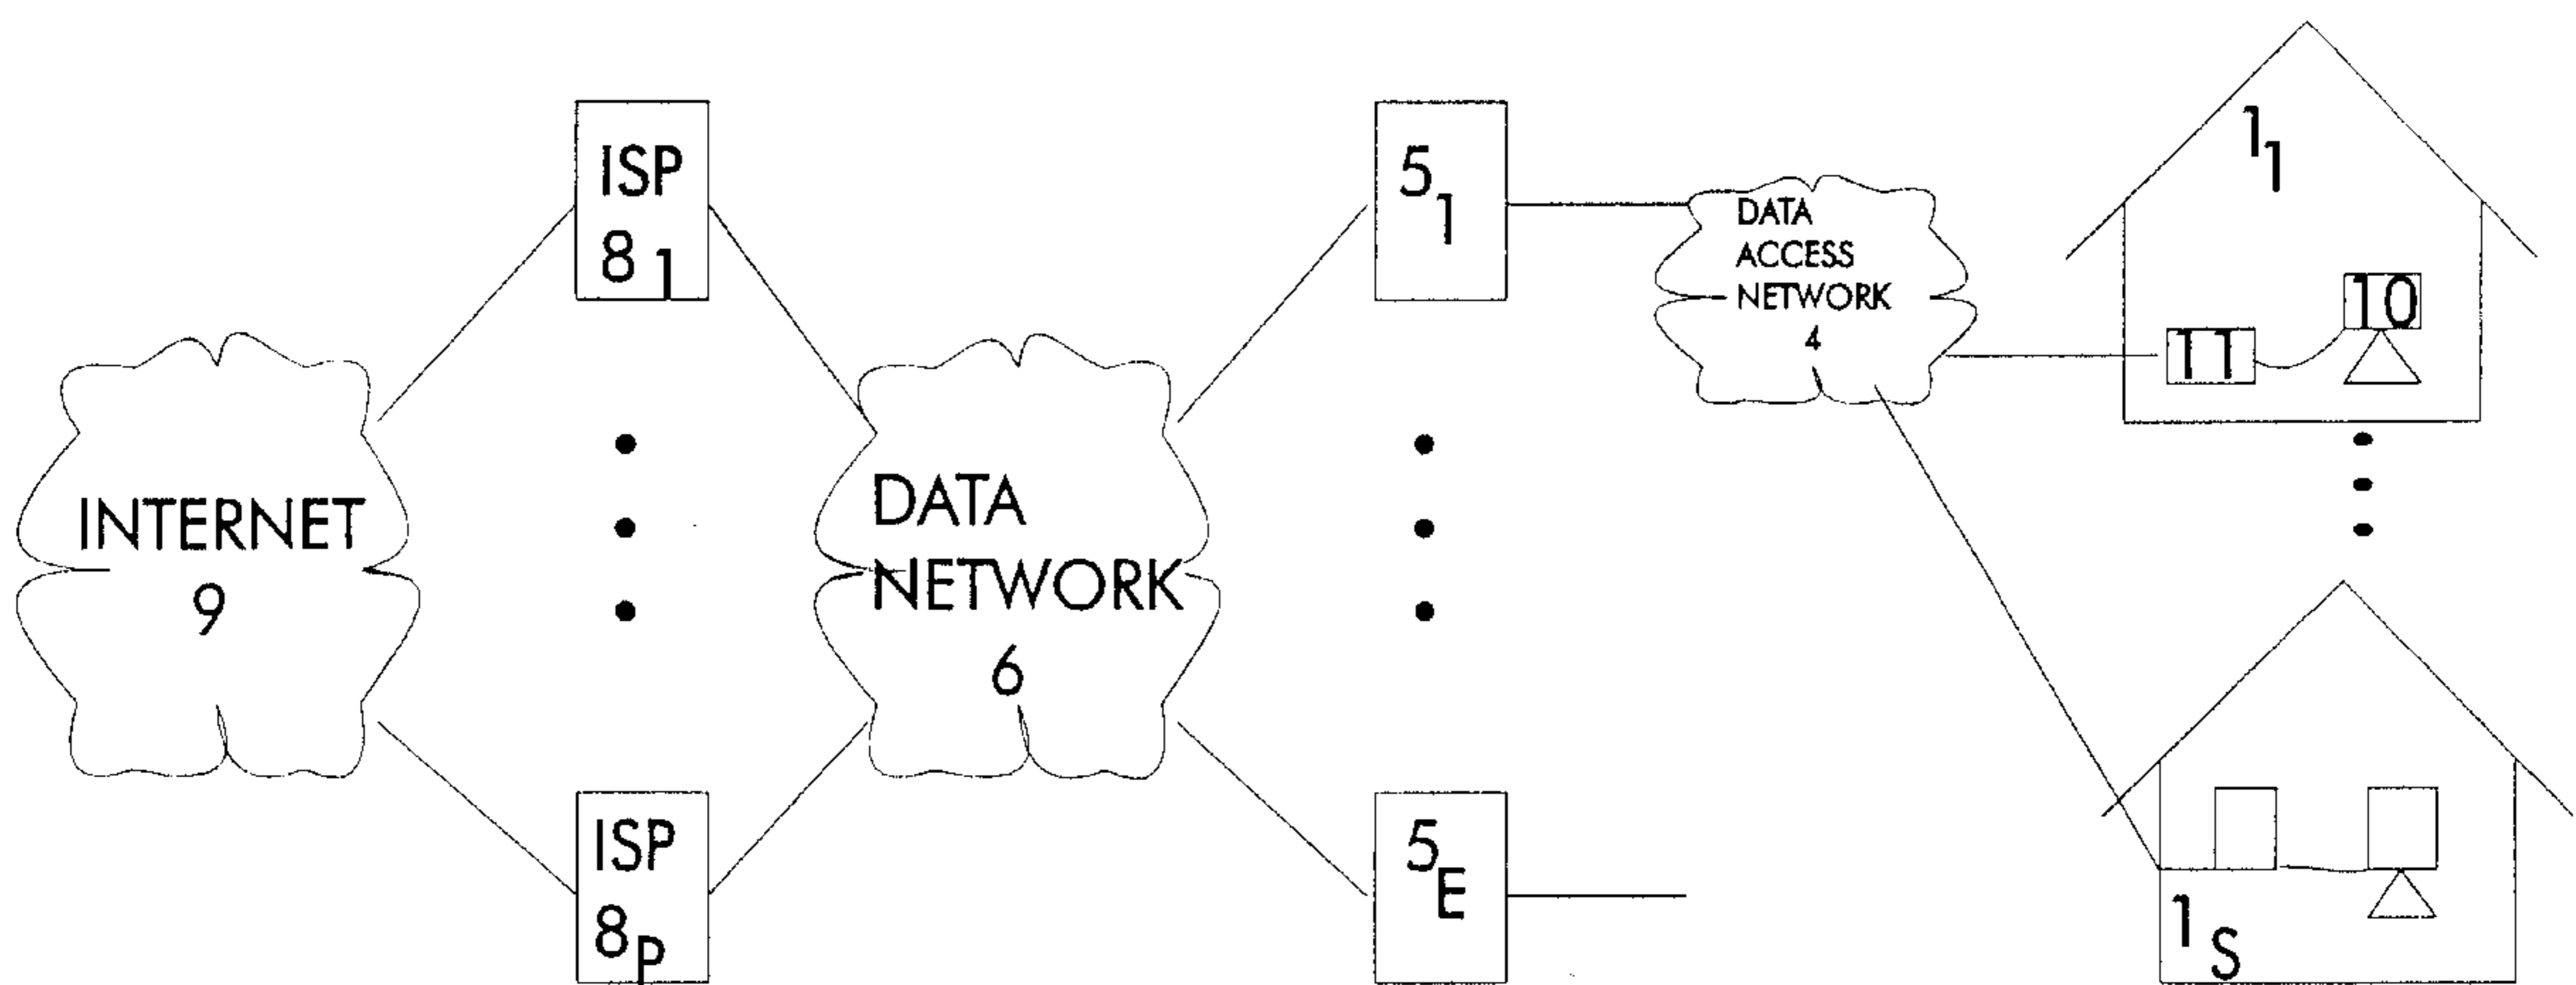 INTERNET
9
ISP
8 1
ISP
8 P
DATA
NETWORK
6
5 1
5 E
DATA
ACCESS
NETWORK
4
1 1
10
11
1 S